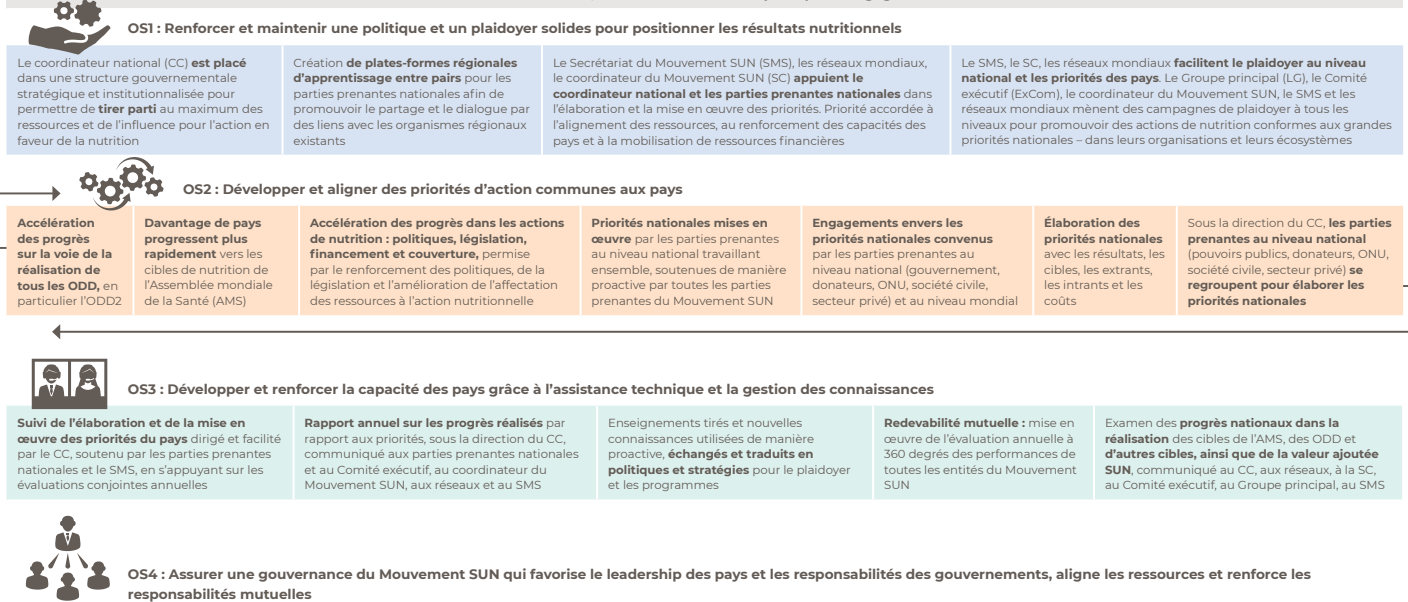 OS1 : Renforcer et maintenir une politique et un plaidoyer solides pour positionner les résultats nutritionnels
Le coordinateur national (CC) est placé
dans une structure gouvernementale
stratégique et institutionnalisée pour
permettre de tirer parti au maximum des
ressources et de l'influence pour l'action en
faveur de la nutrition
Création de plates-formes régionales
d'apprentissage entre pairs pour les
parties prenantes nationales afin de
promouvoir le partage et le dialogue par
des liens avec les organismes régionaux
existants
Le Secrétariat du Mouvement SUN (SMS), les réseaux mondiaux,
le coordinateur du Mouvement SUN (SC) appuient le
coordinateur national et les parties prenantes nationales dans
l'élaboration et la mise en œuvre des priorités. Priorité accordée à
l'alignement des ressources, au renforcement des capacités des
pays et à la mobilisation de ressources financières
Le SMS, le SC, les réseaux mondiaux facilitent le plaidoyer au niveau
national et les priorités des pays. Le Groupe principal (LG), le Comité
exécutif (ExCom), le coordinateur du Mouvement SUN, le SMS et les
réseaux mondiaux mènent des campagnes de plaidoyer à tous les
niveaux pour promouvoir des actions de nutrition conformes aux grandes
priorités nationales – dans leurs organisations et leurs écosystèmes
OS2 : Développer et aligner des priorités d'action communes aux pays
Accélération
des progrès
sur la voie de la
réalisation de
tous les ODD, en
particulier l'ODD2
Davantage de pays
progressent plus
rapidement vers les
cibles de nutrition de
l'Assemblée mondiale
de la Santé (AMS)
Accélération des progrès dans les actions
de nutrition : politiques, législation,
financement et couverture, permise
par le renforcement des politiques, de la
législation et l'amélioration de l'affectation
des ressources à l'action nutritionnelle
Priorités nationales mises en
œuvre par les parties prenantes
au niveau national travaillant
ensemble, soutenues de manière
proactive par toutes les parties
prenantes du Mouvement SUN
Engagements envers les
priorités nationales convenus
par les parties prenantes au
niveau national (gouvernement,
donateurs, ONU, société civile,
secteur privé) et au niveau mondial
Élaboration des
priorités nationales
avec les résultats, les
cibles, les extrants,
les intrants et les
coûts
Sous la direction du CC, les parties
prenantes au niveau national
(pouvoirs publics, donateurs, ONU,
société civile, secteur privé) se
regroupent pour élaborer les
priorités nationales
OS3 : Développer et renforcer la capacité des pays grâce à l'assistance technique et la gestion des connaissances
Suivi de l'élaboration et de la mise en
œuvre des priorités du pays dirigé et facilité
par le CC, soutenu par les parties prenantes
nationales et le SMS, en s'appuyant sur les
évaluations conjointes annuelles
Rapport annuel sur les progrès réalisés par
rapport aux priorités, sous la direction du CC,
communiqué aux parties prenantes nationales
et au Comité exécutif, au coordinateur du
Mouvement SUN, aux réseaux et au SMS
Enseignements tirés et nouvelles
connaissances utilisées de manière
proactive, échangés et traduits en
politiques et stratégies pour le plaidoyer
et les programmes
Redevabilité mutuelle : mise en
œuvre de l'évaluation annuelle à
360 degrés des performances de
toutes les entités du Mouvement
SUN
Examen des progrès nationaux dans la
réalisation des cibles de l'AMS, des ODD et
d'autres cibles, ainsi que de la valeur ajoutée
SUN, communiqué au CC, aux réseaux, à la SC,
au Comité exécutif, au Groupe principal, au SMS
OS4 : Assurer une gouvernance du Mouvement SUN qui favorise le leadership des pays et les responsabilités des gouvernements, aligne les ressources et renforce les
responsabilités mutuelles